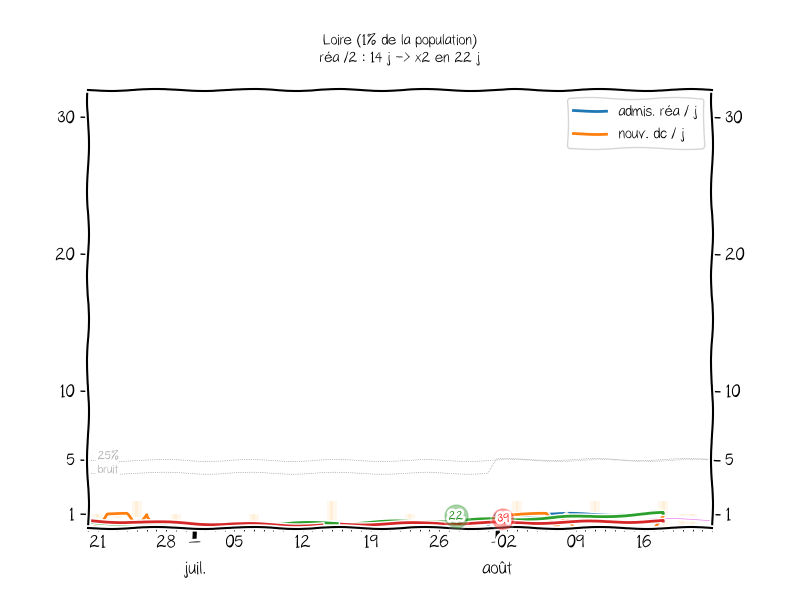 Loire (1% de la population)
réa /2 : 14 j -> x2 en 22 j
admis. réa / j
nouv. dc / j
30
30
20
20
10
10
5
5
25%
bruit
1
1
22
39
21 28 05 12 19 26 02 09 16
juil. août